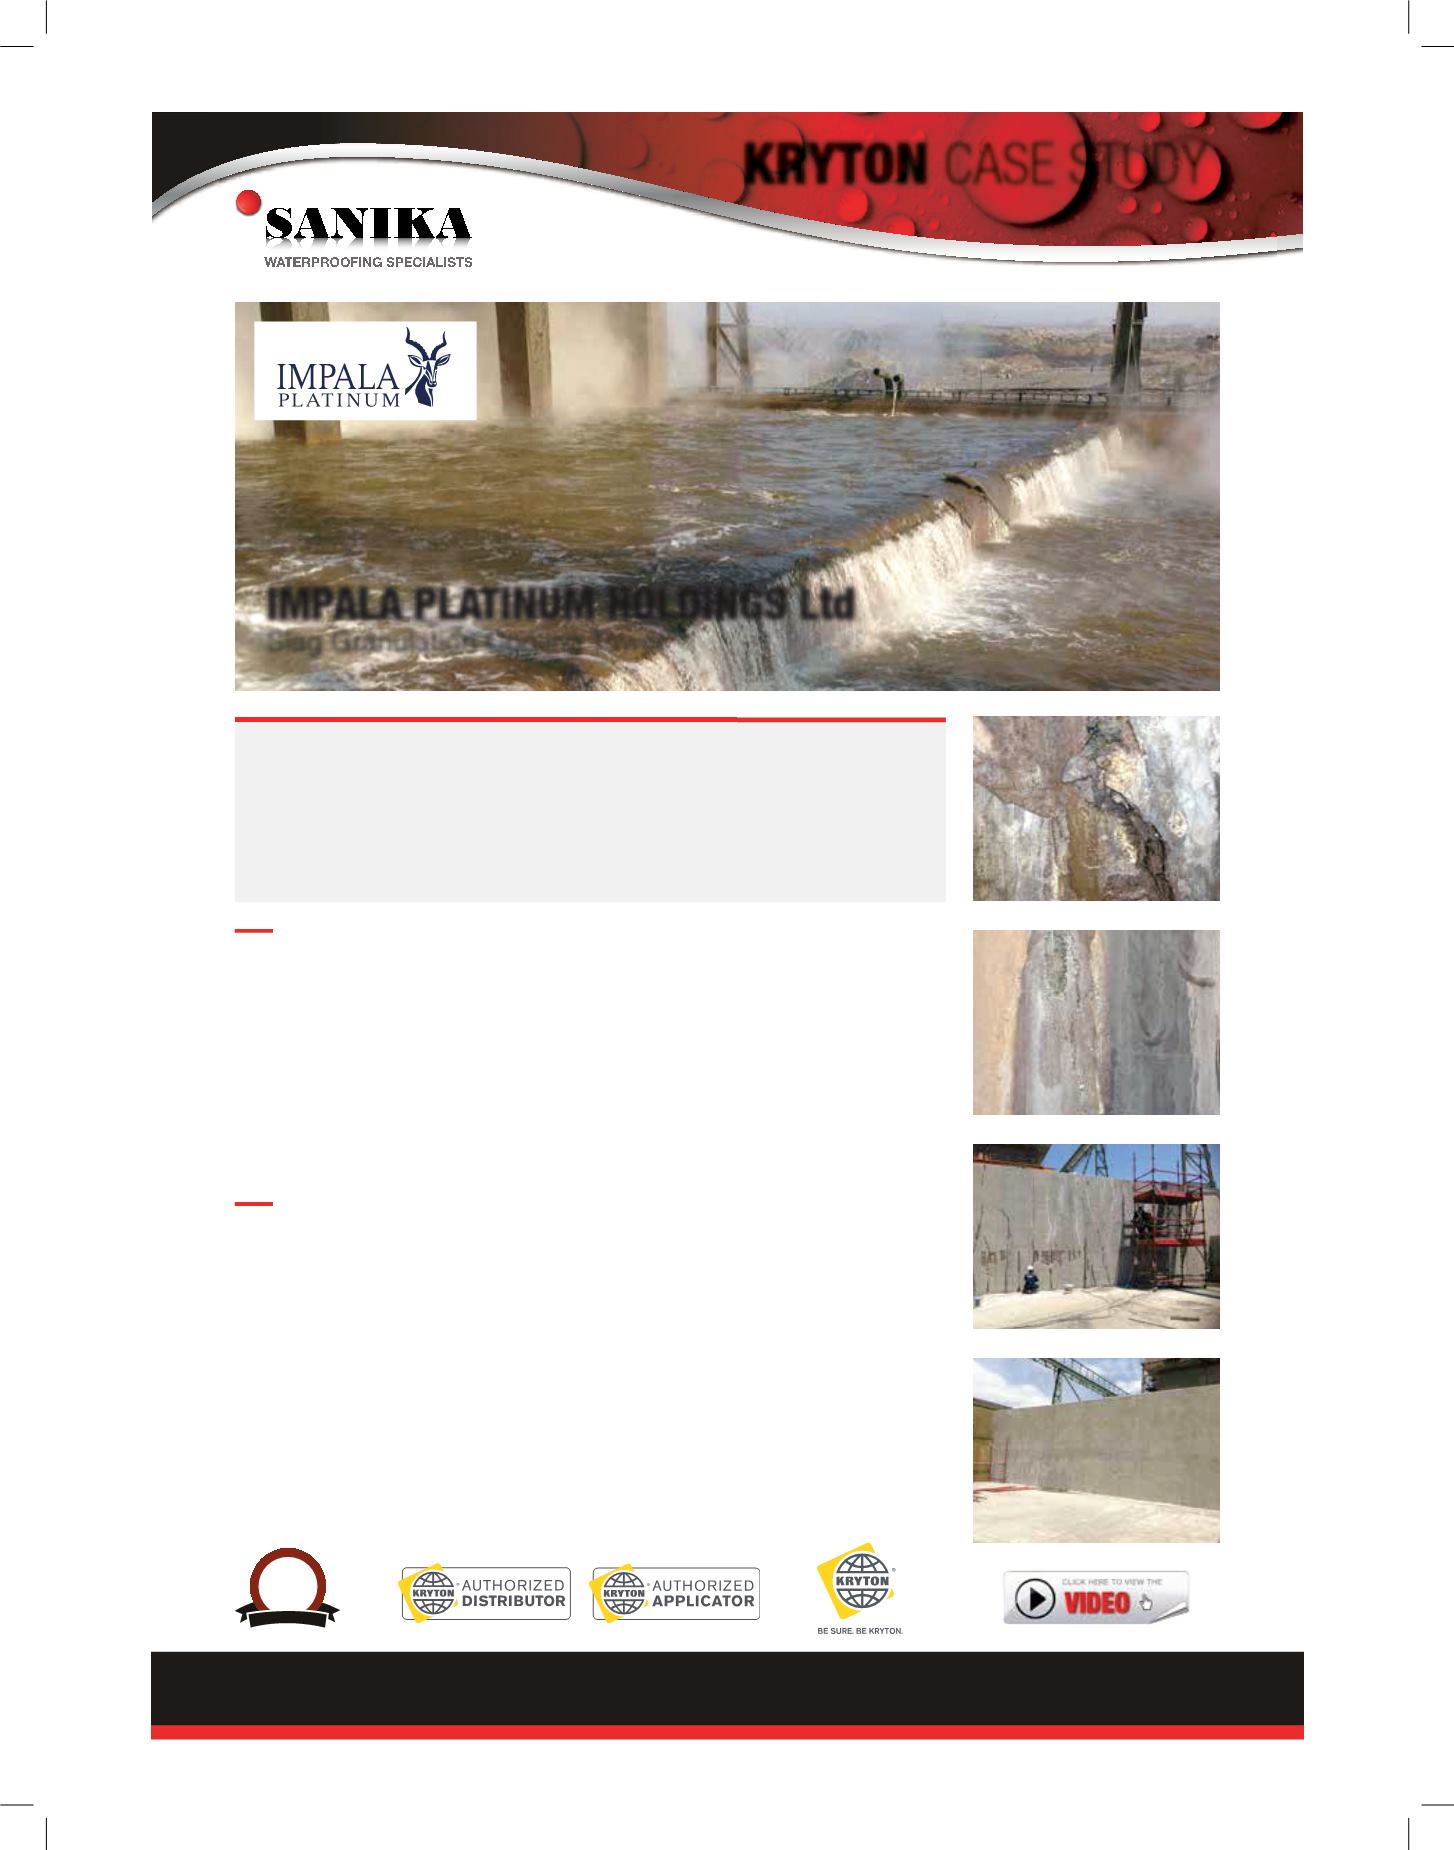 KRYTON CASE STUDY
SANIKA
WATERPROOFING SPECIALISTS
IMPALA
PLATINUM
IMPALA PLATINUM HOLDINGS Ltd
Slag Granulation
KRYTON
AUTHORIZED
DISTRIBUTOR
KRYTON
AUTHORIZED
APPLICATOR
KRYTON
BE SURE. BE KRYTON.
CLICK HERE TO VIEW THE
VIDEO